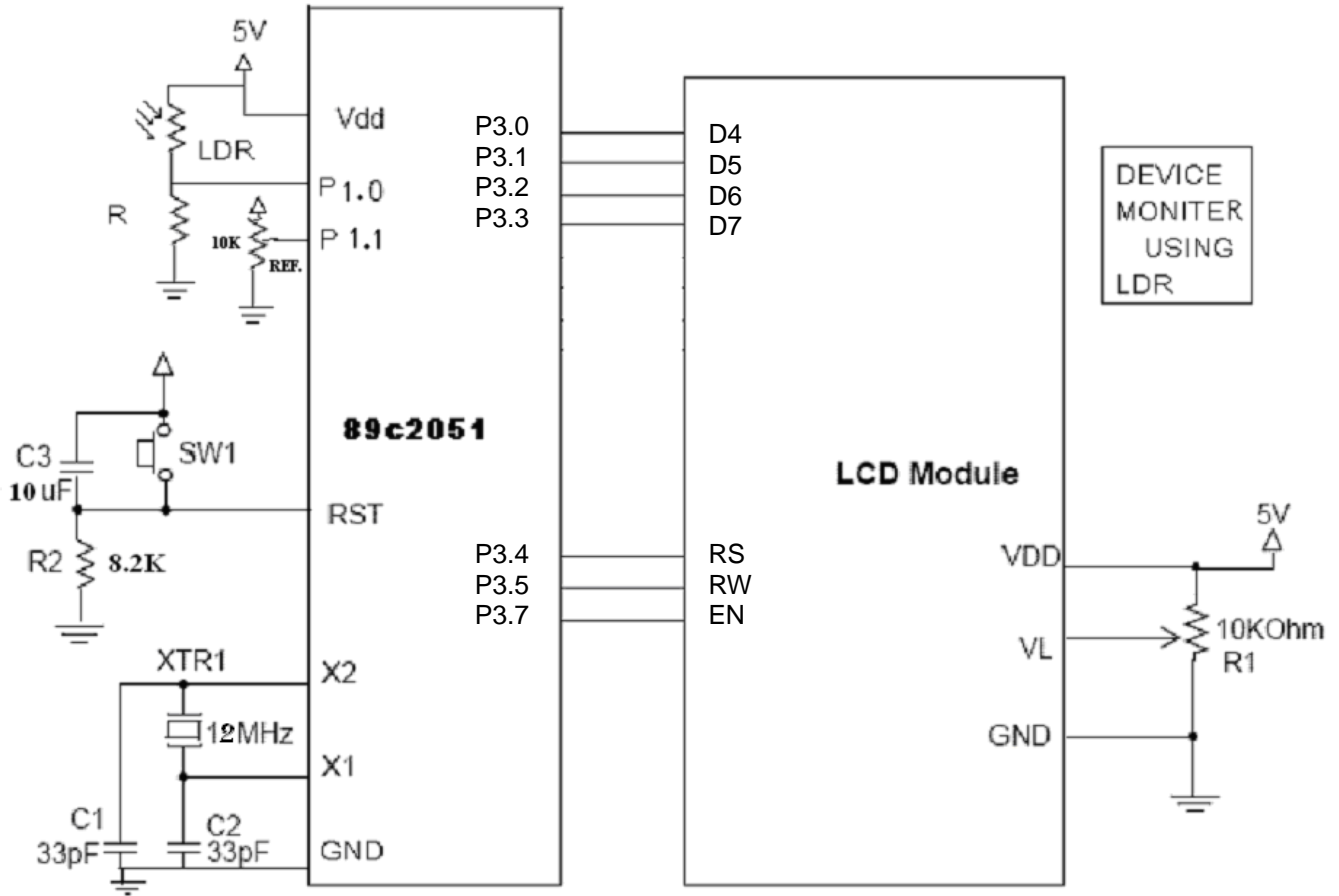 5V
Vdd
LDR
P 1.0
R
10K
P 1.1
REF.
C3
10 uF
SW1
RST
R2
8.2K
XTR1
X2
12MHz
X1
C1
33pF
C2
33pF
GND
89c2051
P3.0
P3.1
P3.2
P3.3
P3.4
P3.5
P3.7
D4
D5
D6
D7
LCD Module
RS
RW
EN
VDD
VL
GND
5V
10KOhm
R1
DEVICE
MONITER
USING
LDR